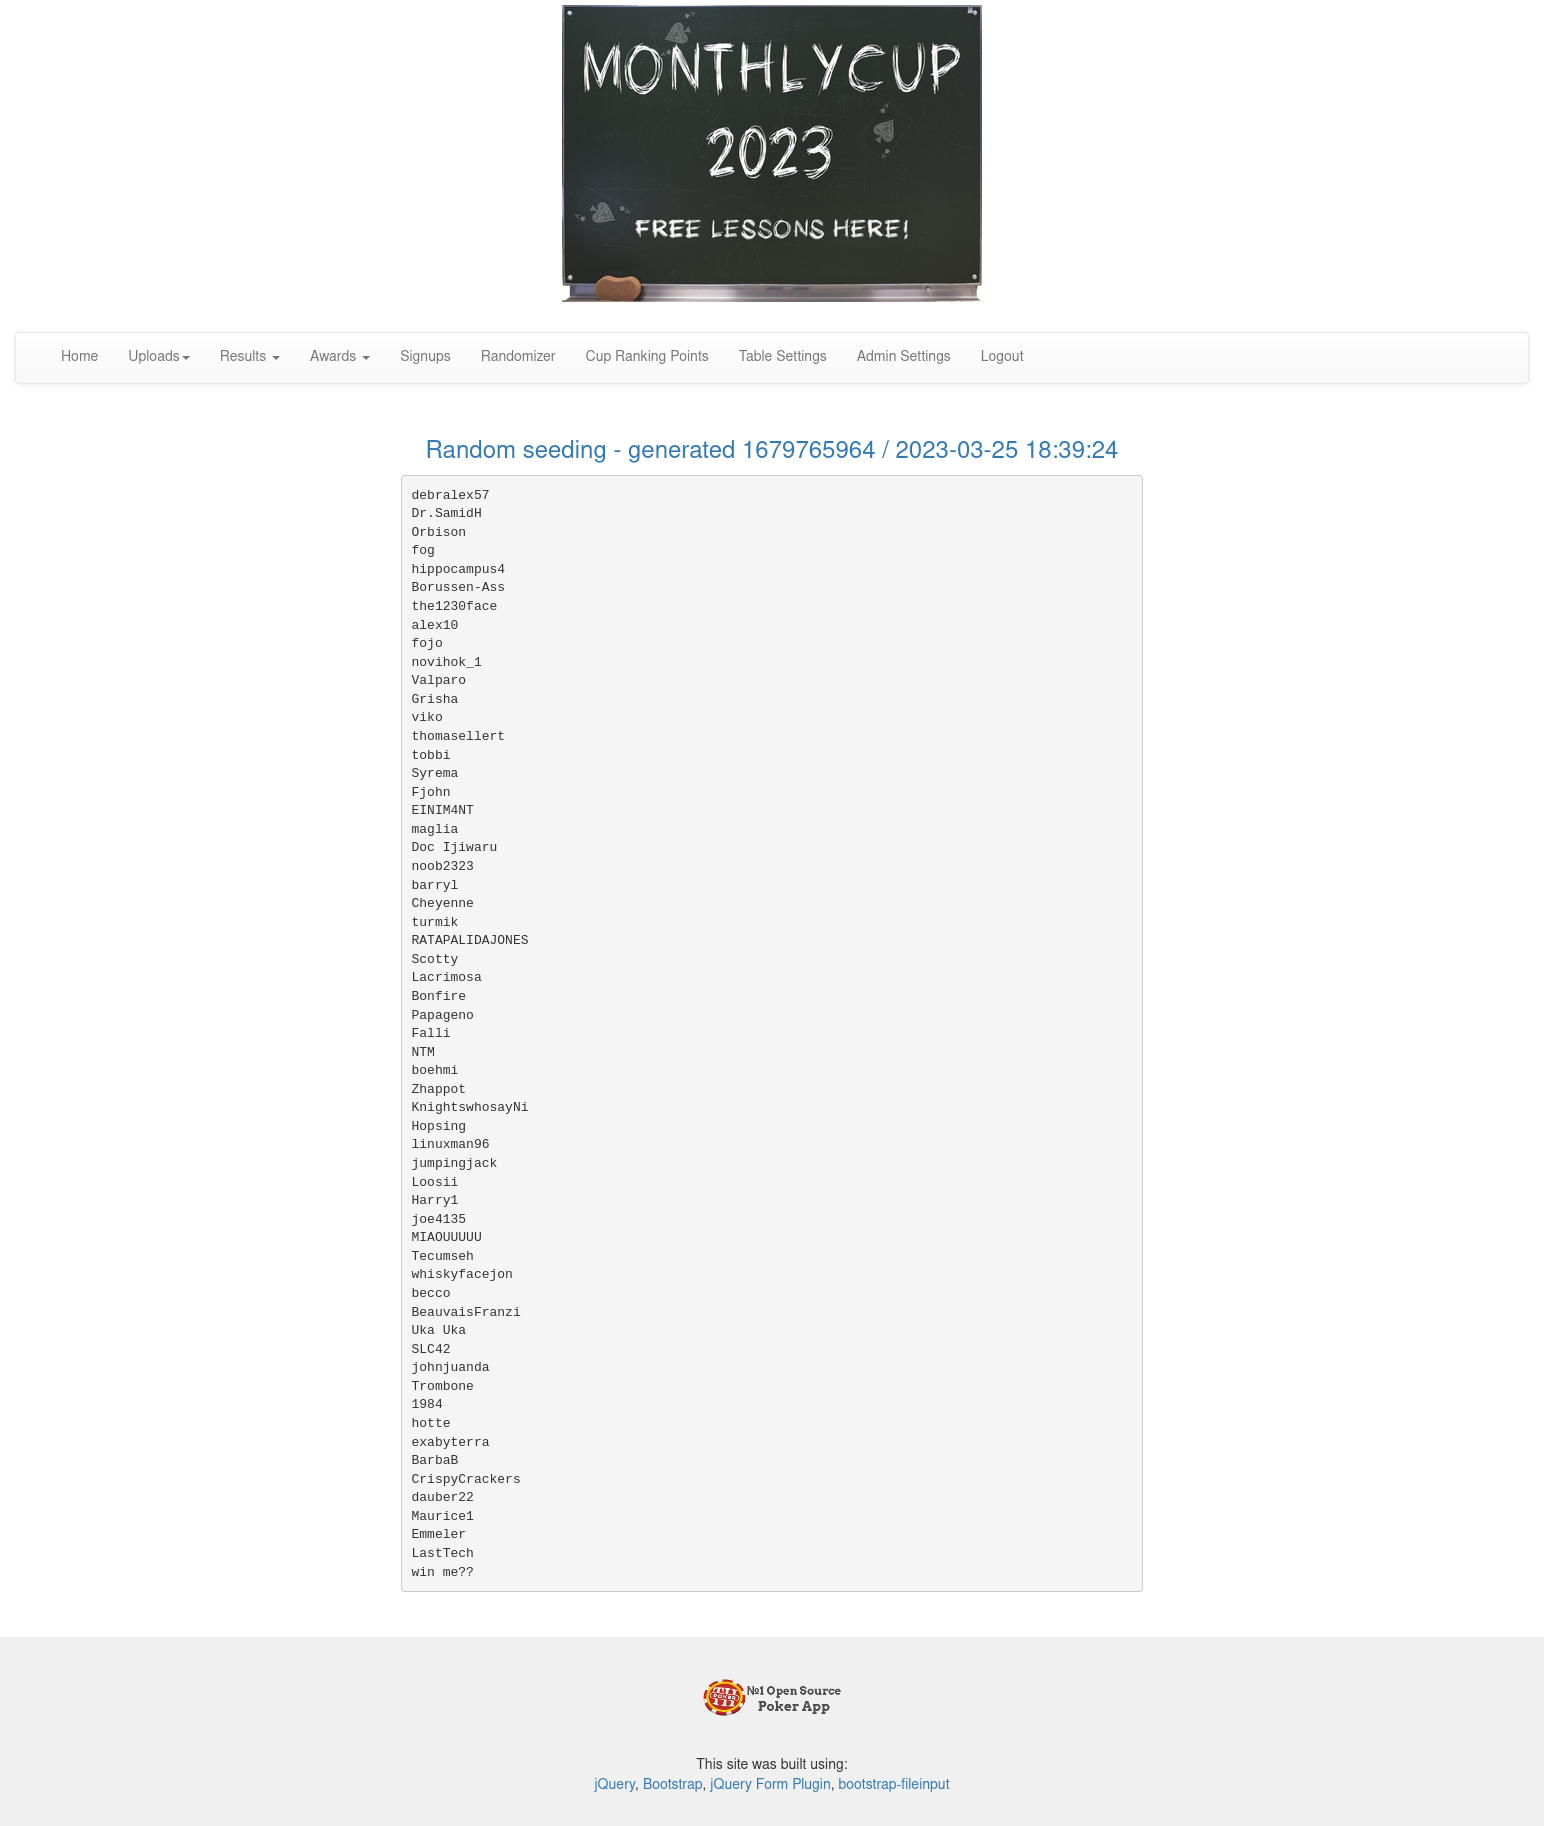 MONTHLYCUP
2023
FREE LESSONS HERE!
Home Uploads Results Awards Signups Randomizer Cup Ranking Points Table Settings Admin Settings Logout
Random seeding - generated 1679765964 / 2023-03-25 18:39:24
debralex57
Dr.SamidH
Orbison
fog
hippocampus4
Borussen-Ass
the1230face
alex10
fojo
novihok_1
Valparo
Grisha
viko
thomasellert
tobbi
Syrema
Fjohn
EINIM4NT
maglia
Doc Ijiwaru
noob2323
barryl
Cheyenne
turmik
RATAPALIDAJONES
Scotty
Lacrimosa
Bonfire
Papageno
Falli
NTM
boehmi
Zhappot
KnightswhosayNi
Hopsing
linuxman96
jumpingjack
Loosii
Harry1
joe4135
MIAOUUUUU
Tecumseh
whiskyfacejon
becco
BeauvaisFranzi
Uka Uka
SLC42
johnjuanda
Trombone
1984
hotte
exabyterra
BarbaB
CrispyCrackers
dauber22
Maurice1
Emmeler
LastTech
win me??
№1 Open Source
Poker App
This site was built using:
jQuery, Bootstrap, jQuery Form Plugin, bootstrap-fileinput